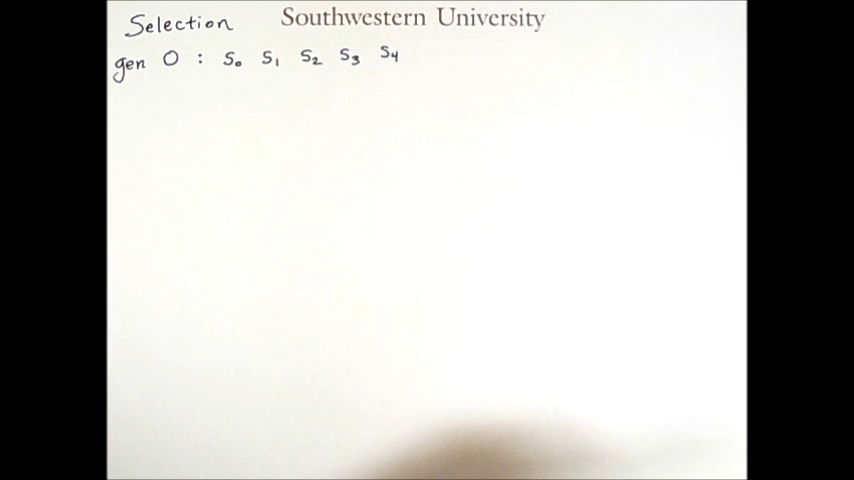 Selection Southwestern University
gen 0 : S₀ S₁ S₂ S₃ S₄